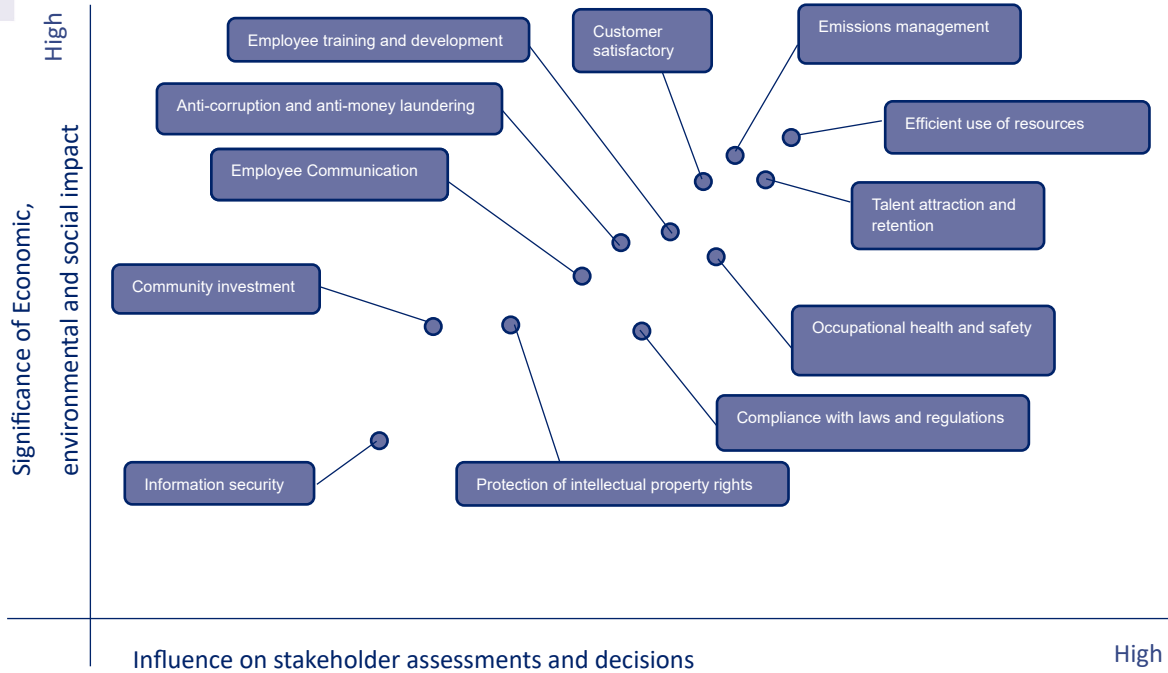 High
Significance of Economic,
environmental and social impact
Employee training and development
Customer
satisfactory
Emissions management
Anti-corruption and anti-money laundering
Efficient use of resources
Employee Communication
Talent attraction and
retention
Community investment
Occupational health and safety
Compliance with laws and regulations
Information security
Protection of intellectual property rights
Influence on stakeholder assessments and decisions
High